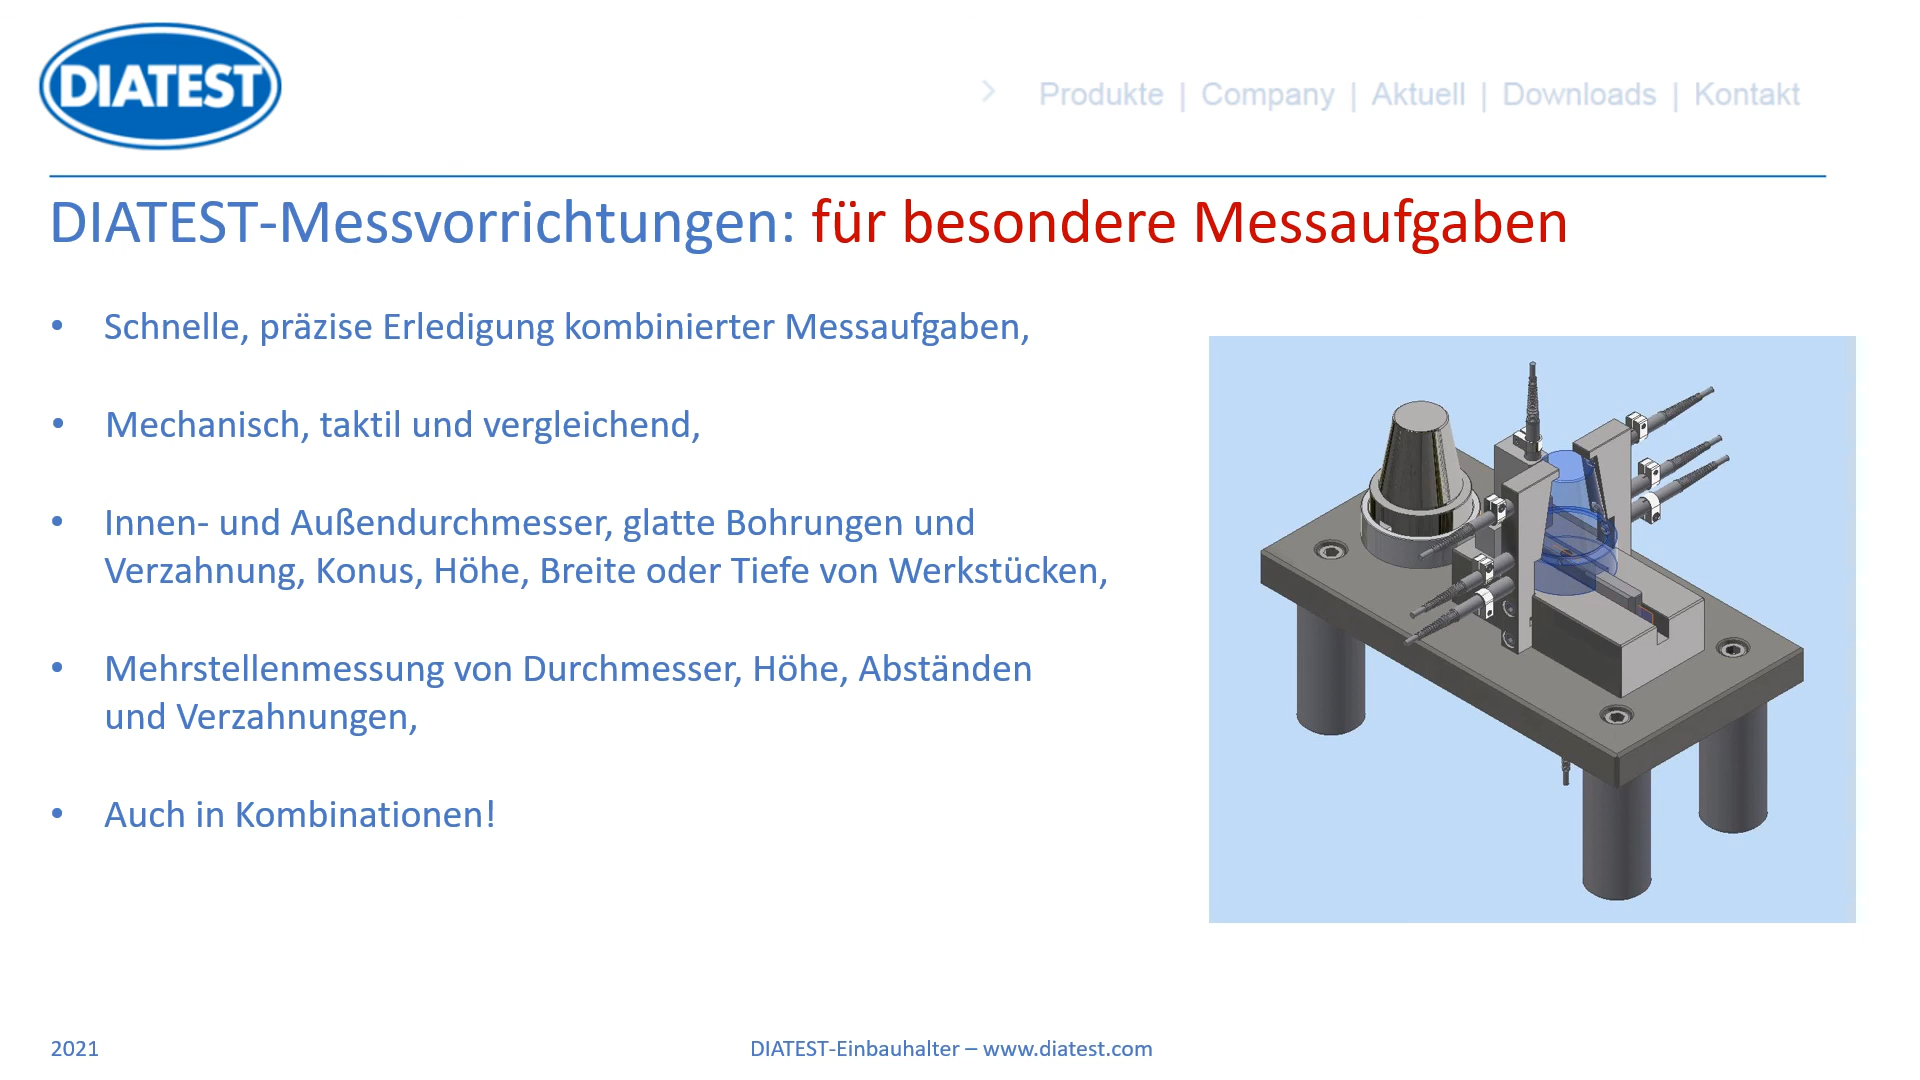 DIATEST
Produkte | Company | Aktuell | Downloads | Kontakt
DIATEST-Messvorrichtungen: für besondere Messaufgaben
• Schnelle, präzise Erledigung kombinierter Messaufgaben,
• Mechanisch, taktil und vergleichend,
• Innen- und Außendurchmesser, glatte Bohrungen und
Verzahnung, Konus, Höhe, Breite oder Tiefe von Werkstücken,
• Mehrstellenmessung von Durchmesser, Höhe, Abständen
und Verzahnungen,
• Auch in Kombinationen!
2021
DIATEST-Einbauhalter – www.diatest.com